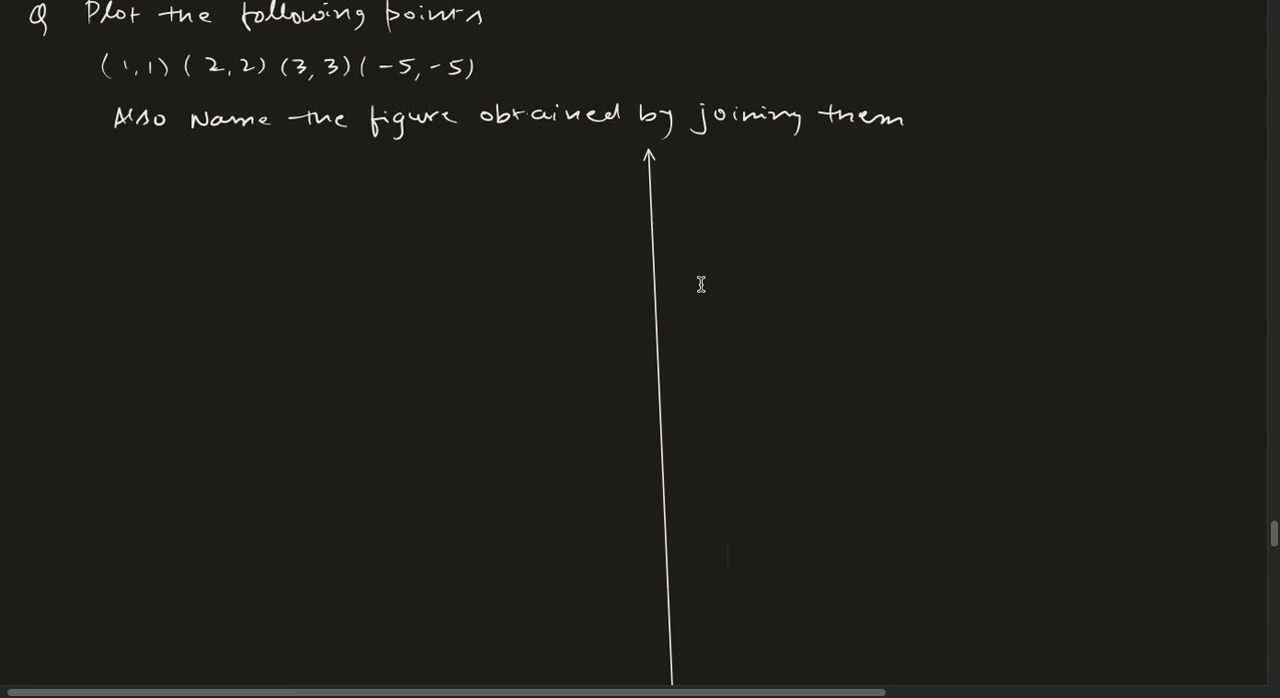 Q Plot the following points
(1,1) (2,2) (3,3) (-5,-5)
Also Name the figure obtained by joining them